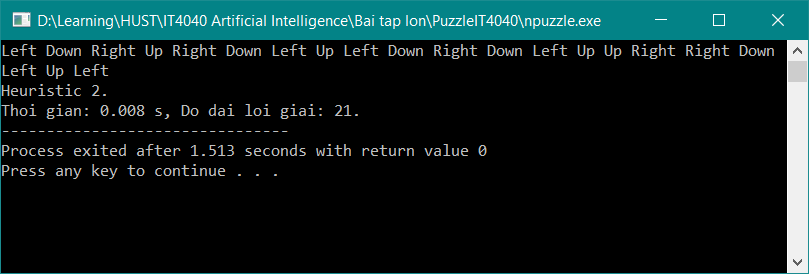 D:\Learning\HUST\IT4040 Artificial Intelligence\Bai tap lon\PuzzleIT4040\npuzzle.exe
Left Down Right Up Right Down Left Up Left Down Right Down Left Up Up Right Right Down
Left Up Left
Heuristic 2.
Thoi gian: 0.008 s, Do dai loi giai: 21.
--------------------------------
Process exited after 1.513 seconds with return value 0
Press any key to continue . . .